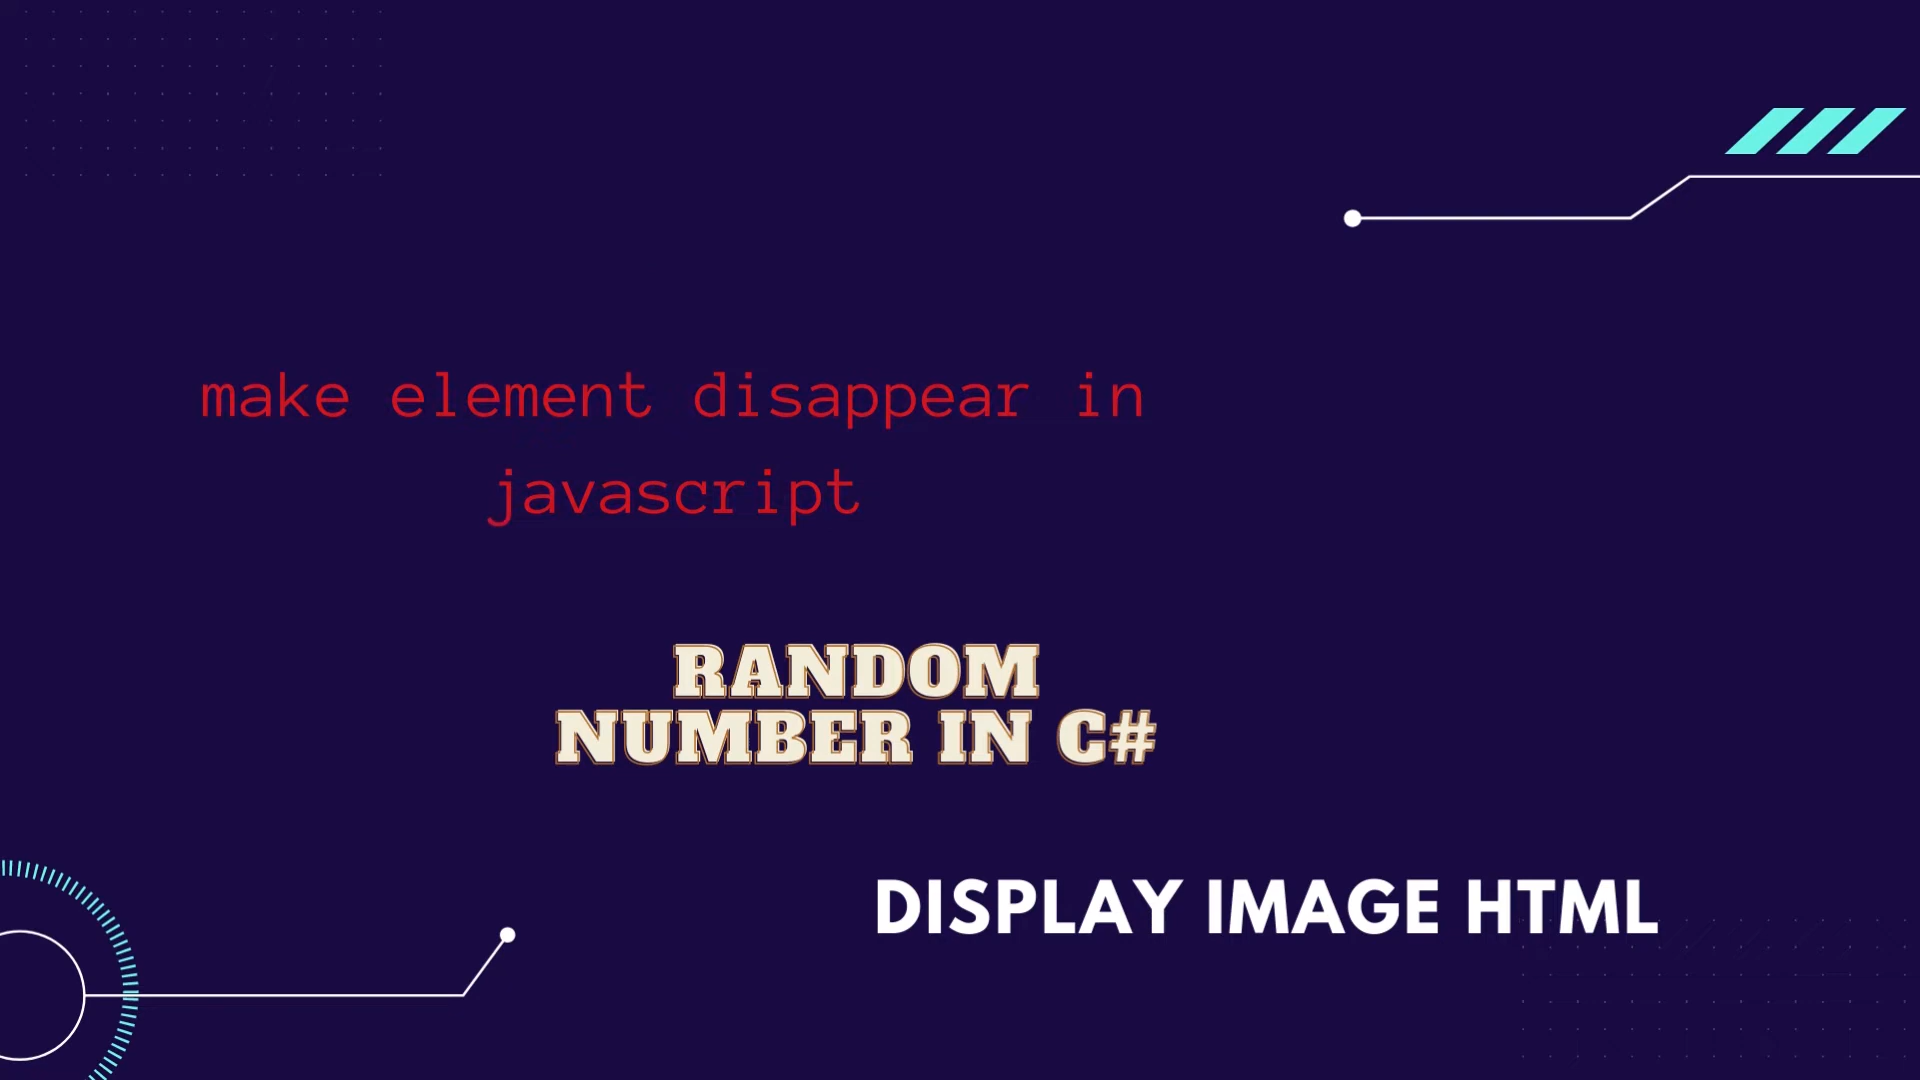 make element disappear in
javascript
RANDOM
NUMBER IN C#
DISPLAY IMAGE HTML